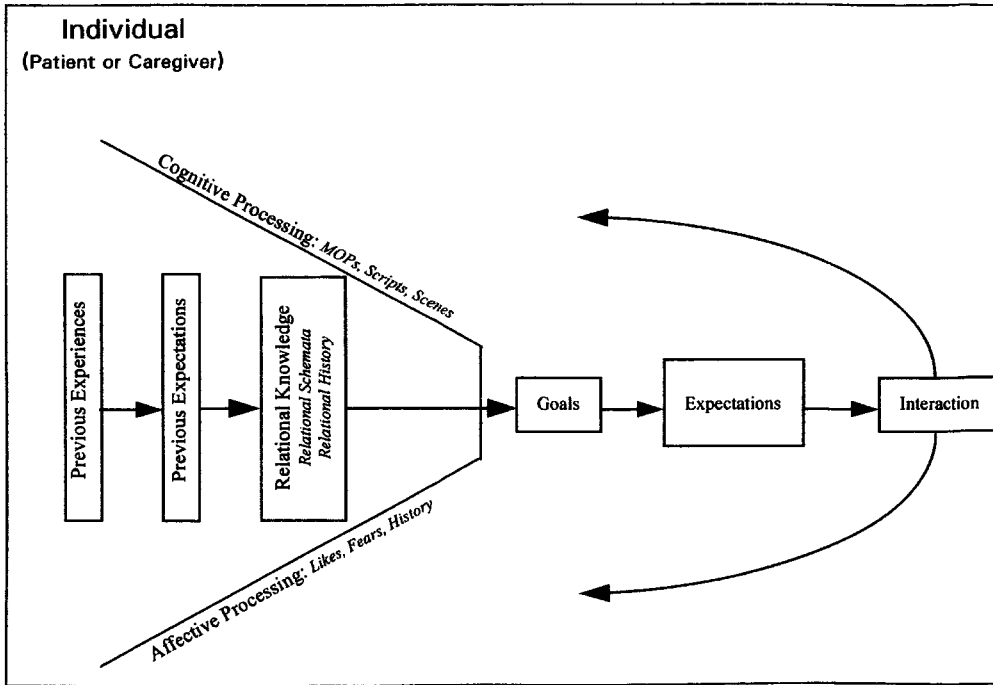 Individual
(Patient or Caregiver)
Cognitive Processing: MOPs, Scripts, Scenes
Previous Experiences
Previous Expectations
Relational Knowledge
Relational Schemata
Relational History
Goals
Expectations
Interaction
Affective Processing: Likes, Fears, History